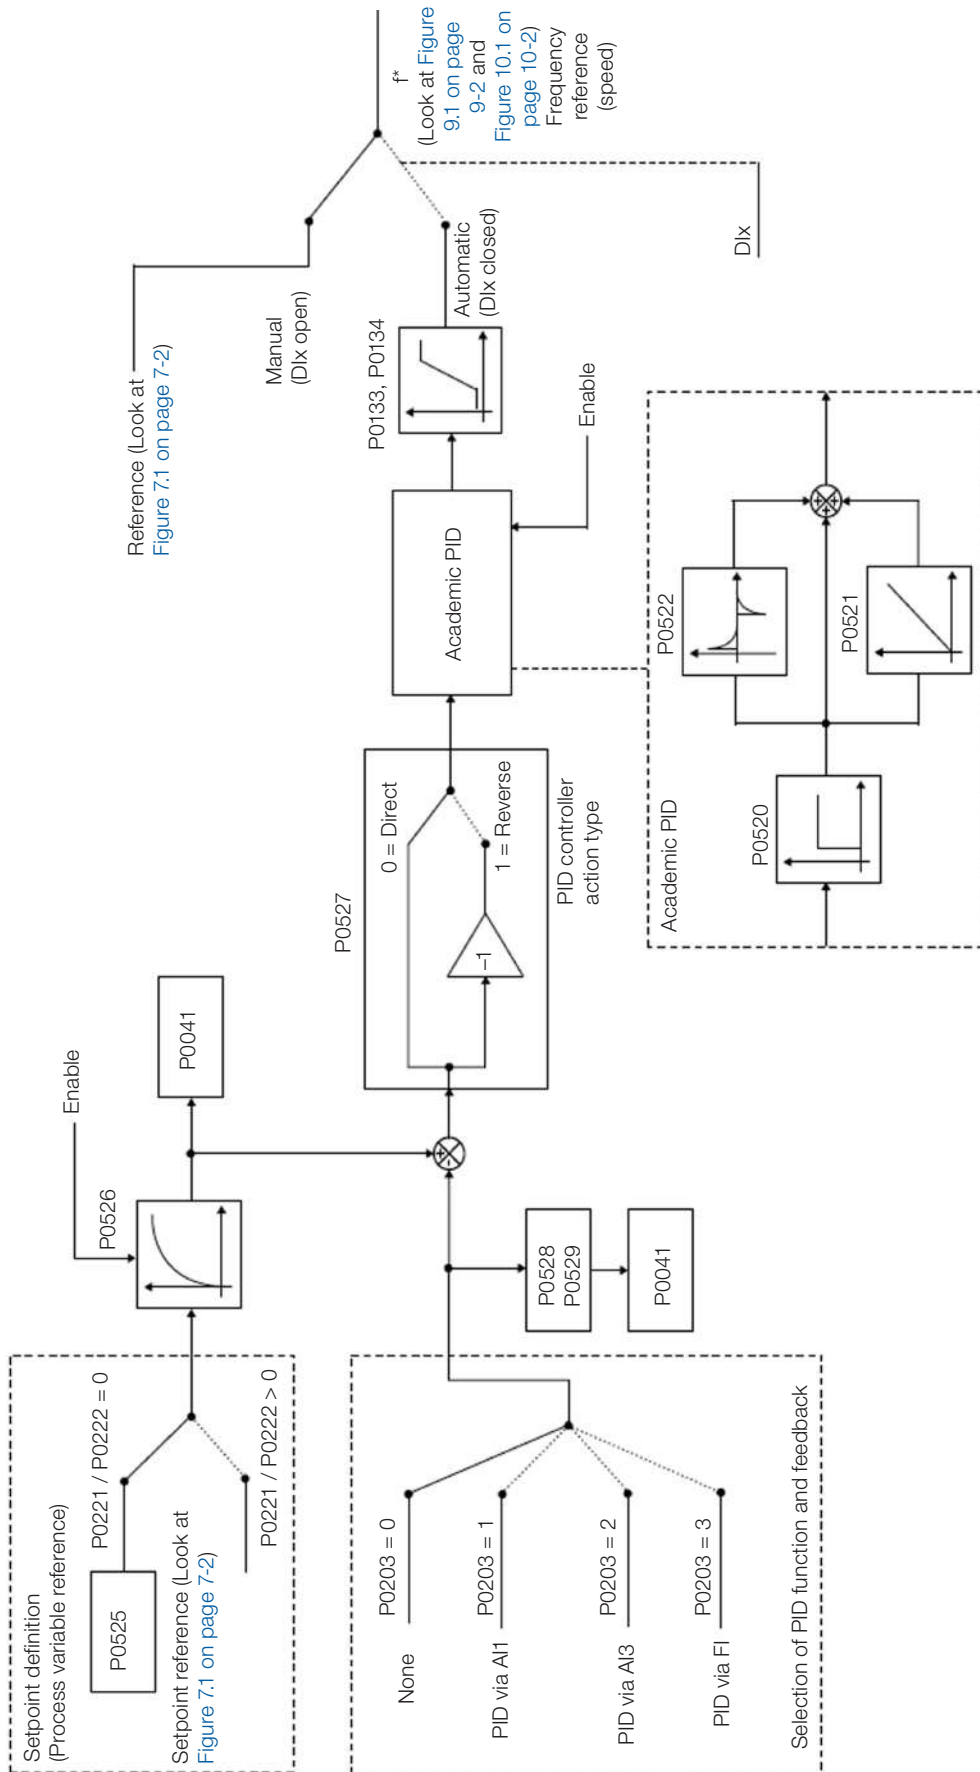 Setpoint definition
(Process variable reference)
P0525
P0221 / P0222 = 0
Setpoint reference (Look at
Figure 7.1 on page 7-2)
P0221 / P0222 > 0
P0526
Enable
P0041
None
P0203 = 0
PID via AI1
P0203 = 1
PID via AI3
P0203 = 2
PID via FI
P0203 = 3
Selection of PID function and feedback
P0528
P0529
P0041
+
-
P0527
0 = Direct
–1
1 = Reverse
PID controller
action type
Academic PID
Enable
P0133, P0134
Reference (Look at
Figure 7.1 on page 7-2)
Manual
(DIx open)
Automatic
(DIx closed)
DIx
f*
(Look at Figure
9.1 on page
9-2 and
Figure 10.1 on
page 10-2)
Frequency
reference
(speed)
Academic PID
P0520
P0522
P0521
+
+
+